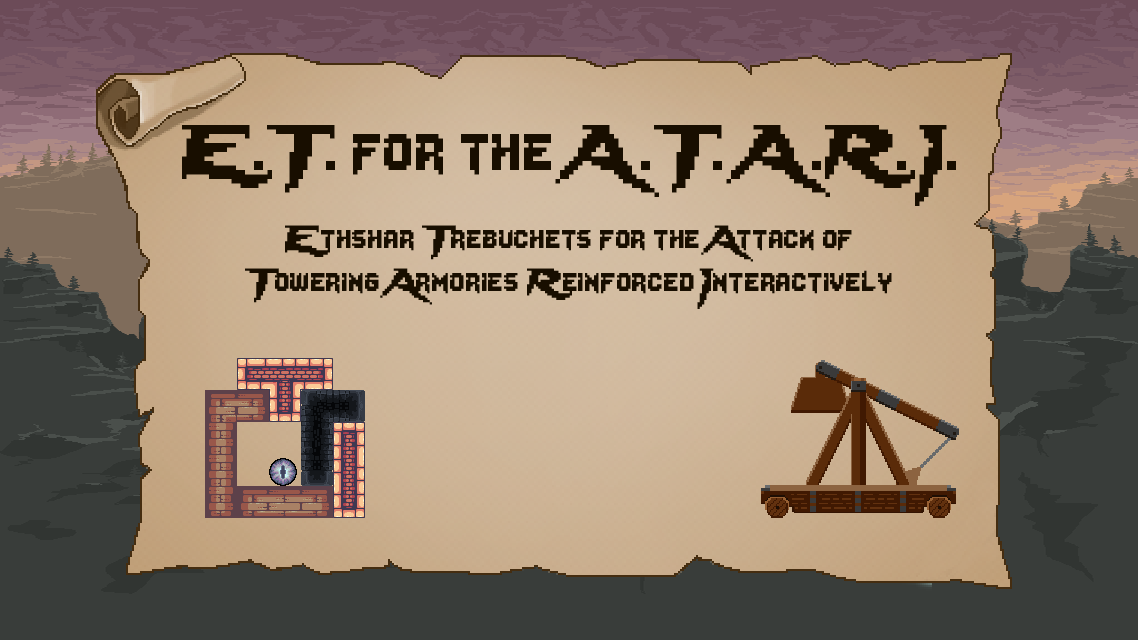 E.T. for the A.T.A.R.I.
Ethshar Trebuchets for the Attack of
Towering Armories Reinforced Interactively